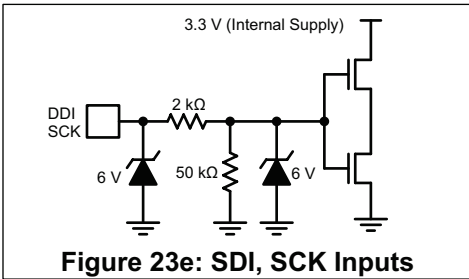 3.3 V (Internal Supply)
DDI
SCK
2 kΩ
6 V
50 kΩ
6 V
Figure 23e: SDI, SCK Inputs